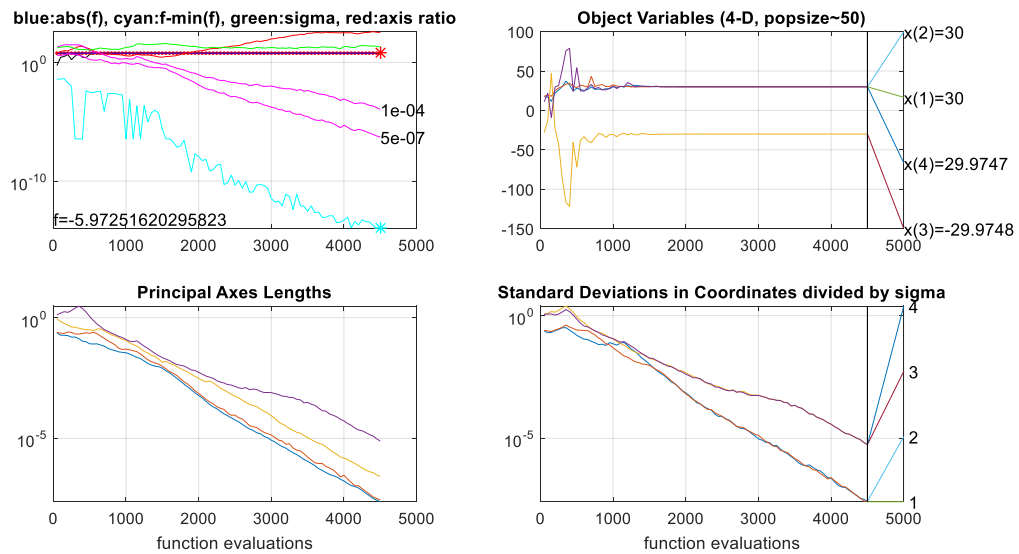 blue:abs(f), cyan:f-min(f), green:sigma, red:axis ratio
10^0
10^-10
1e-04
5e-07
f=-5.97251620295823
0 1000 2000 3000 4000 5000
Object Variables (4-D, popsize~50)
100
50
0
-50
-100
-150
x(2)=30
x(1)=30
x(4)=29.9747
x(3)=-29.9748
0 1000 2000 3000 4000 5000
Principal Axes Lengths
10^0
10^-5
0 1000 2000 3000 4000 5000
function evaluations
Standard Deviations in Coordinates divided by sigma
10^0
10^-5
4
3
2
1
0 1000 2000 3000 4000 5000
function evaluations